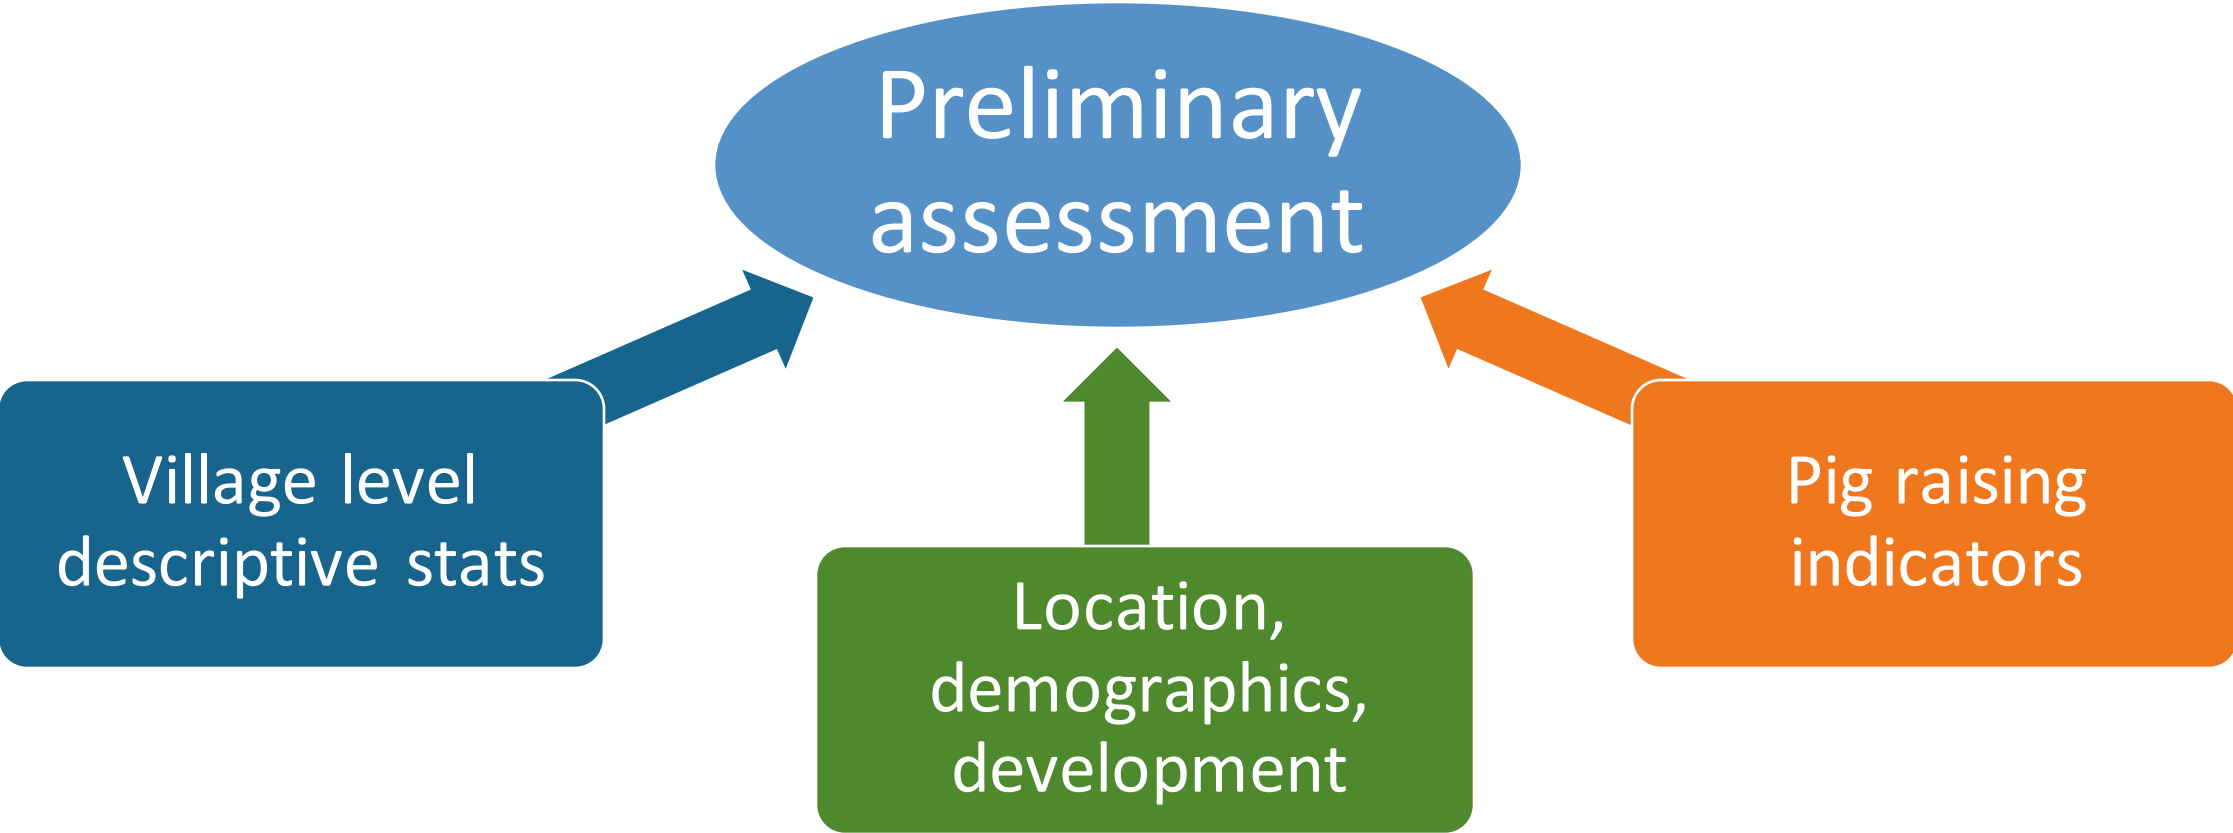 Preliminary
assessment
Village level
descriptive stats
Location,
demographics,
development
Pig raising
indicators